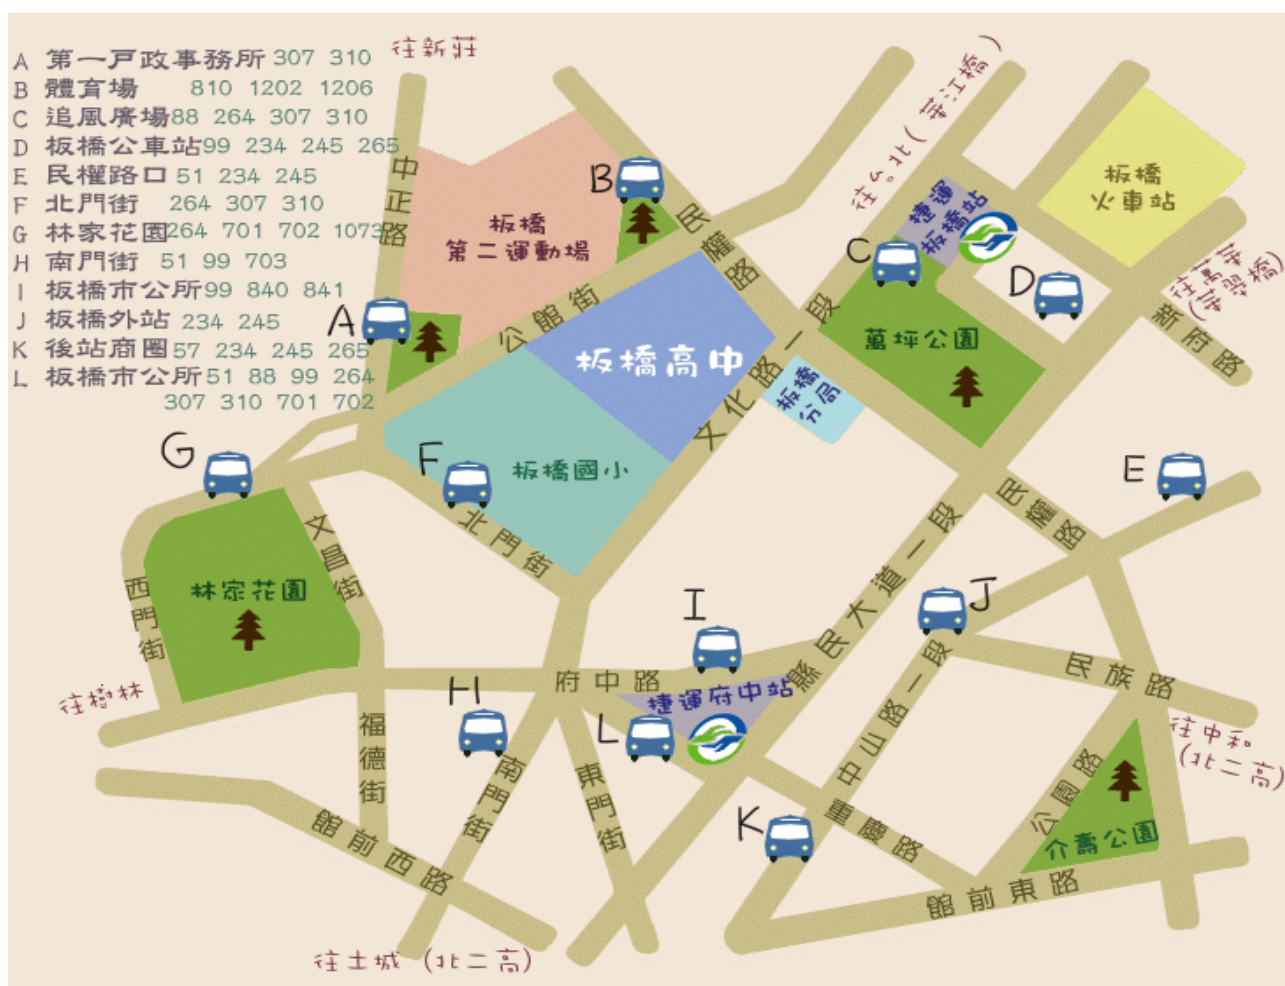 A 第一戶政事務所 307 310
B 體育場 810 1202 1206
C 追風廣場 88 264 307 310
D 板橋公車站 99 234 245 265
E 民權路口 51 234 245
F 北門街 264 307 310
G 林家花園 264 701 702 1073
H 南門街 51 99 703
I 板橋市公所 99 840 841
J 板橋外站 234 245
K 後站商圈 57 234 245 265
L 板橋市公所 51 88 99 264
307 310 701 702
往新莊
往台北(華江橋)
中正路
B
民權路
板橋
第二運動場
捷運
板橋站
板橋
火車站
C
D
往萬華
(華翠橋)
A
公館街
文化路一段
萬坪公園
新府路
板橋高中
板橋
分局
G
F
板橋國小
E
北門街
文昌街
民權路
縣民大道一段
林家花園
西門街
I
J
往樹林
府中路
捷運府中站
民族路
H
L
中山路一段
往中和
(北二高)
福德街
南門街
東門街
K
重慶路
公園路
介壽公園
館前西路
館前東路
往土城 (北二高)